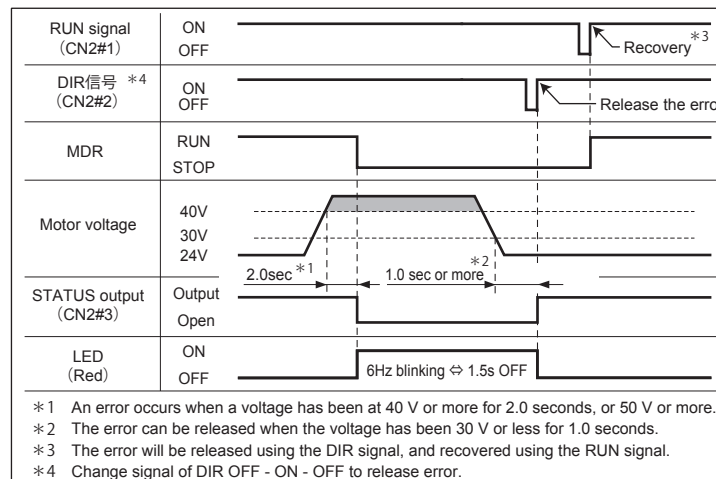 RUN signal
（CN2#1）
ON
OFF
Recovery＊3
DIR信号 ＊4
（CN2#2）
ON
OFF
Release the erro
MDR
RUN
STOP
Motor voltage
40V
30V
24V
2.0sec＊1
1.0 sec or more＊2
STATUS output
（CN2#3）
Output
Open
LED
（Red）
ON
OFF
6Hz blinking ⇔ 1.5s OFF
＊1 An error occurs when a voltage has been at 40 V or more for 2.0 seconds, or 50 V or more.
＊2 The error can be released when the voltage has been 30 V or less for 1.0 seconds.
＊3 The error will be released using the DIR signal, and recovered using the RUN signal.
＊4 Change signal of DIR OFF - ON - OFF to release error.